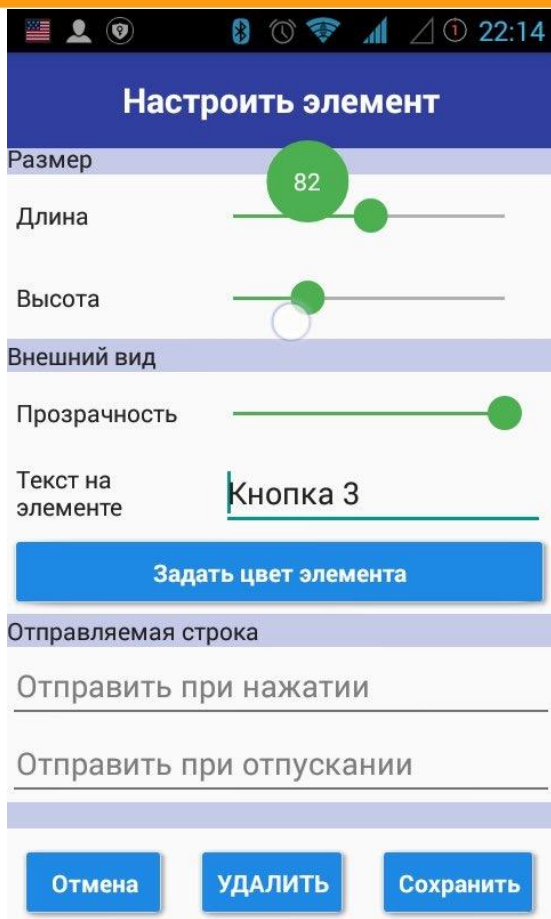 22:14
Настроить элемент
Размер
82
Длина
Высота
Внешний вид
Прозрачность
Текст на
элементе
Кнопка 3
Задать цвет элемента
Отправляемая строка
Отправить при нажатии
Отправить при отпускании
Отмена
УДАЛИТЬ
Сохранить